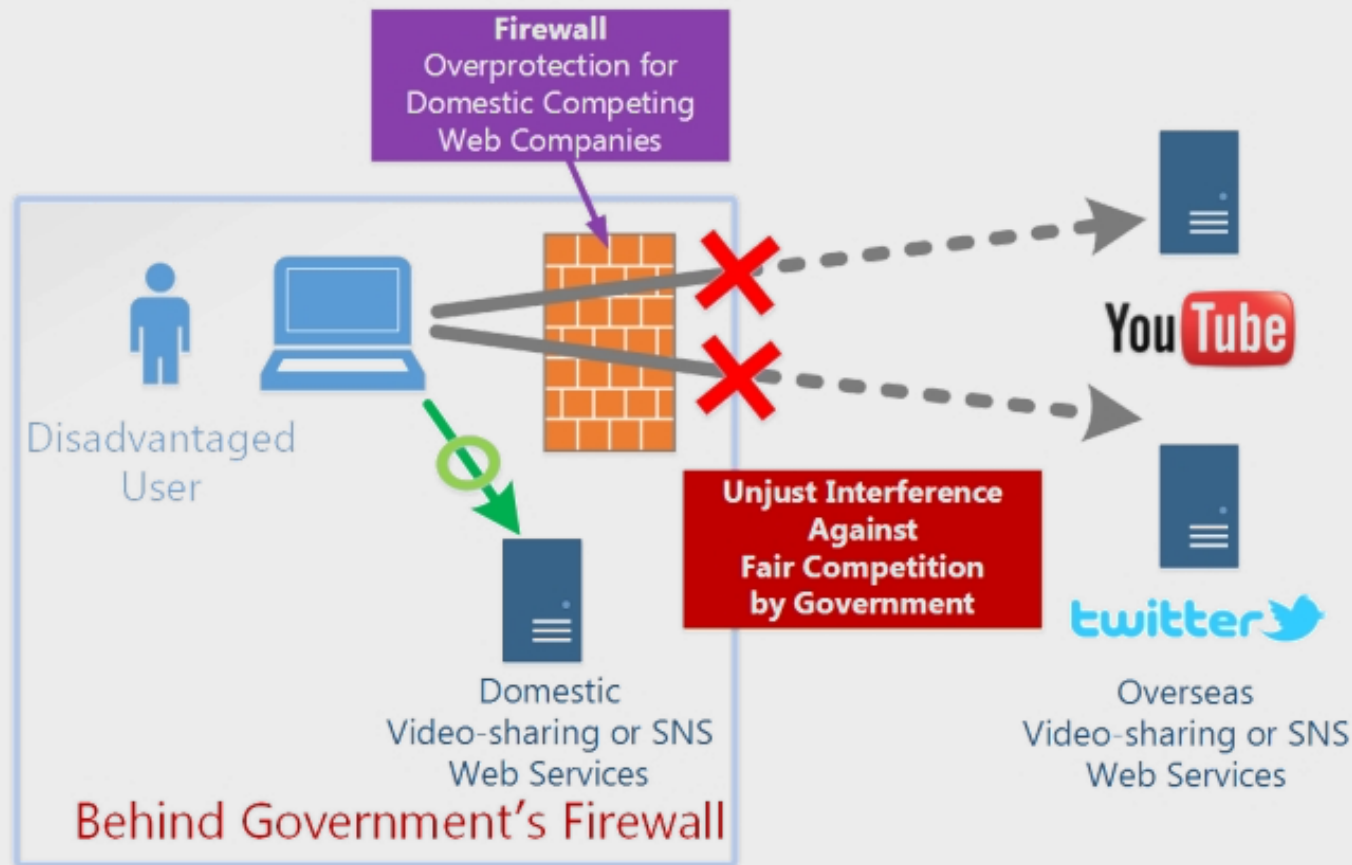 Firewall
Overprotection for
Domestic Competing
Web Companies
Disadvantaged
User
YouTube
Unjust Interference
Against
Fair Competition
by Government
twitter
Domestic
Video-sharing or SNS
Web Services
Overseas
Video-sharing or SNS
Web Services
Behind Government's Firewall